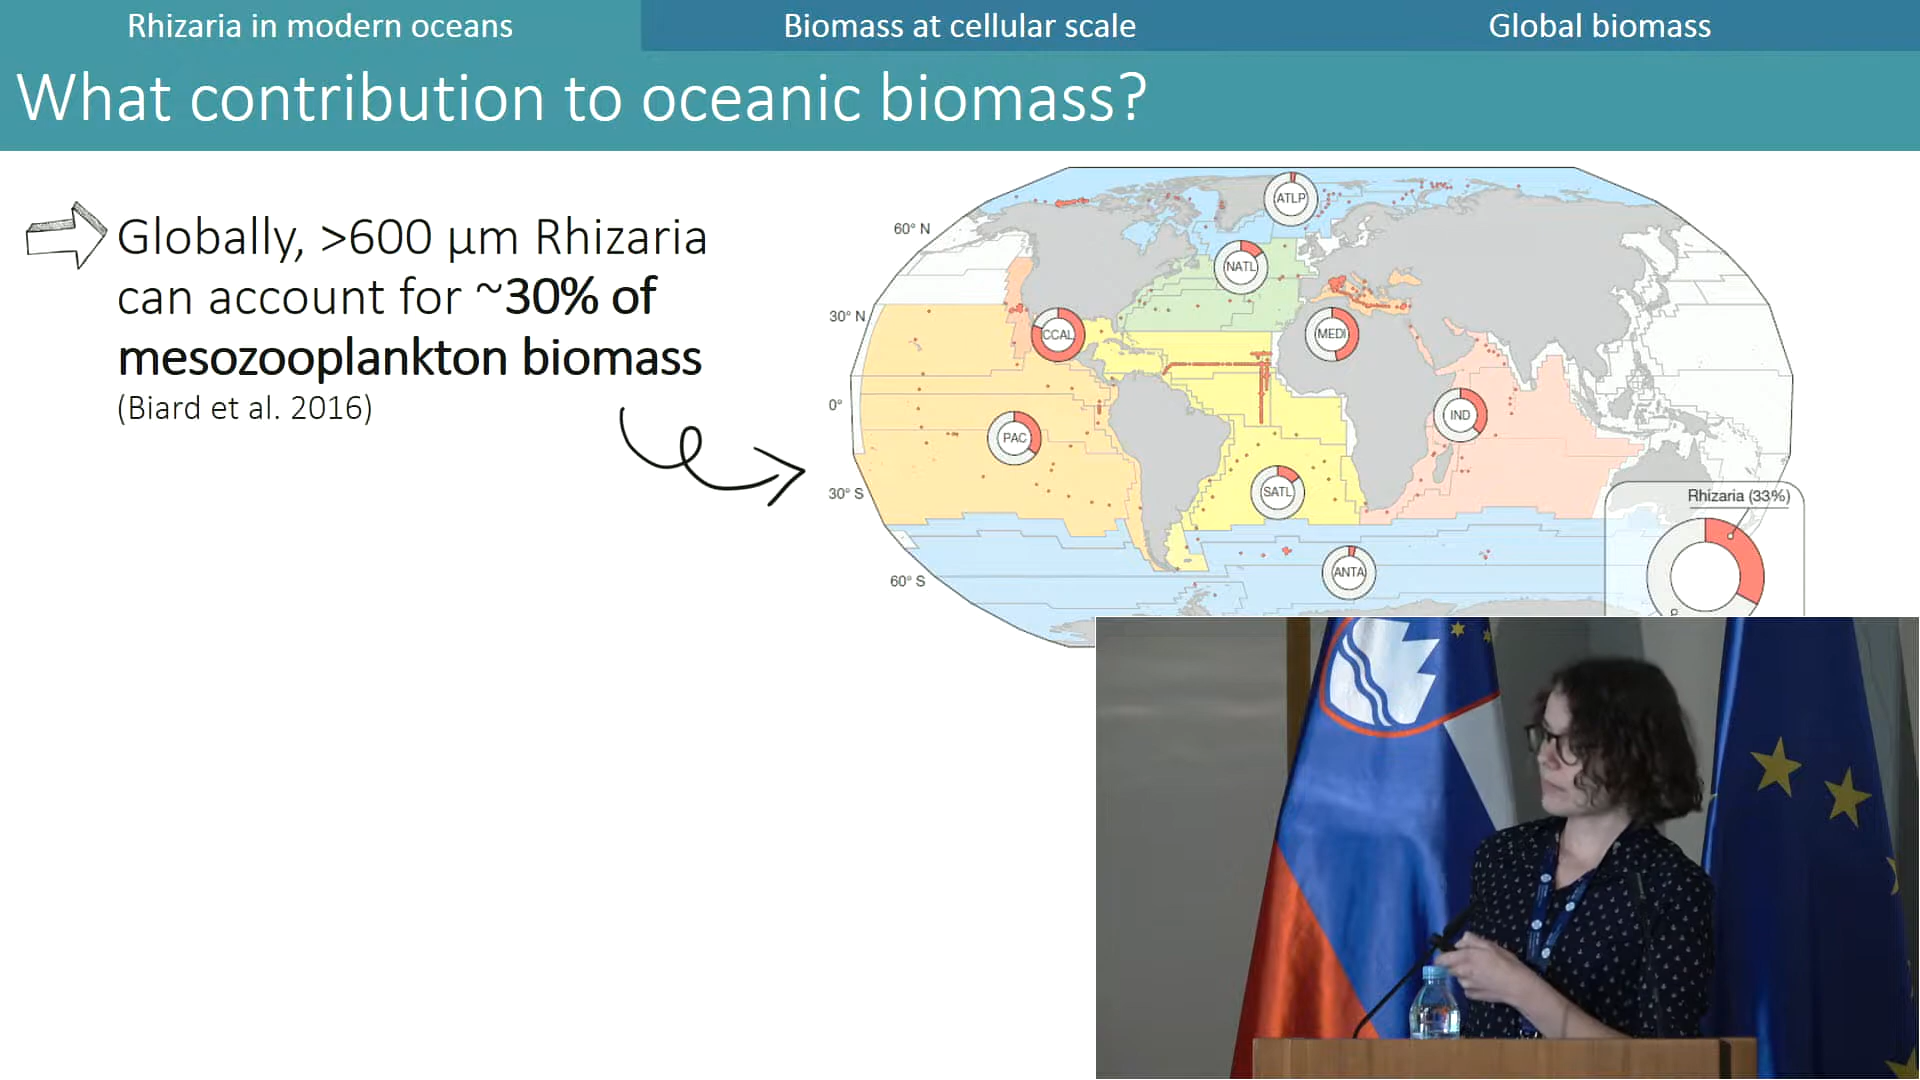 Rhizaria in modern oceans
Biomass at cellular scale
Global biomass
What contribution to oceanic biomass?
Globally, >600 µm Rhizaria
can account for ~30% of
mesozooplankton biomass
(Biard et al. 2016)
60° N
30° N
0°
30° S
60° S
ATLP
NATL
CCAL
MEDI
IND
PAC
SATL
ANTA
Rhizaria (33%)